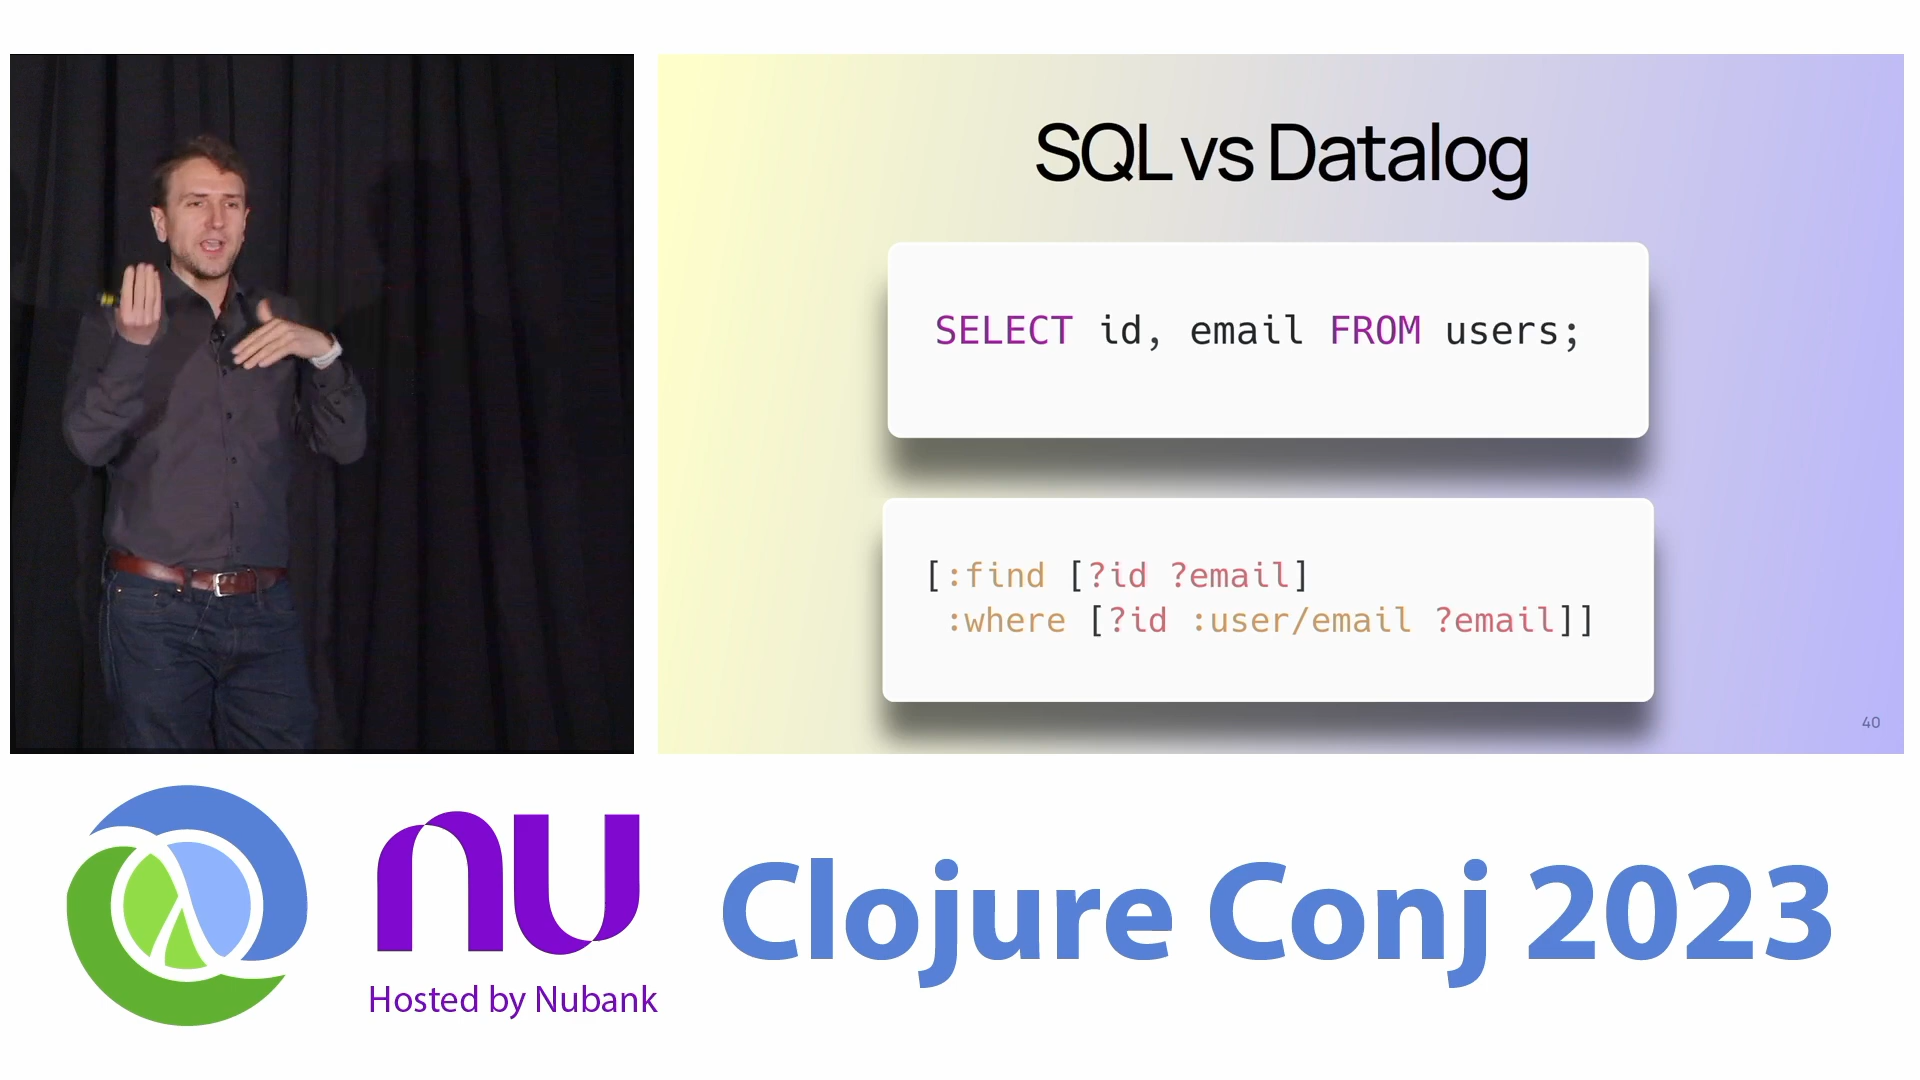 SQL vs Datalog
SELECT id, email FROM users;
[:find [?id ?email]
:where [?id :user/email ?email]]
40
nu
Hosted by Nubank
Clojure Conj 2023